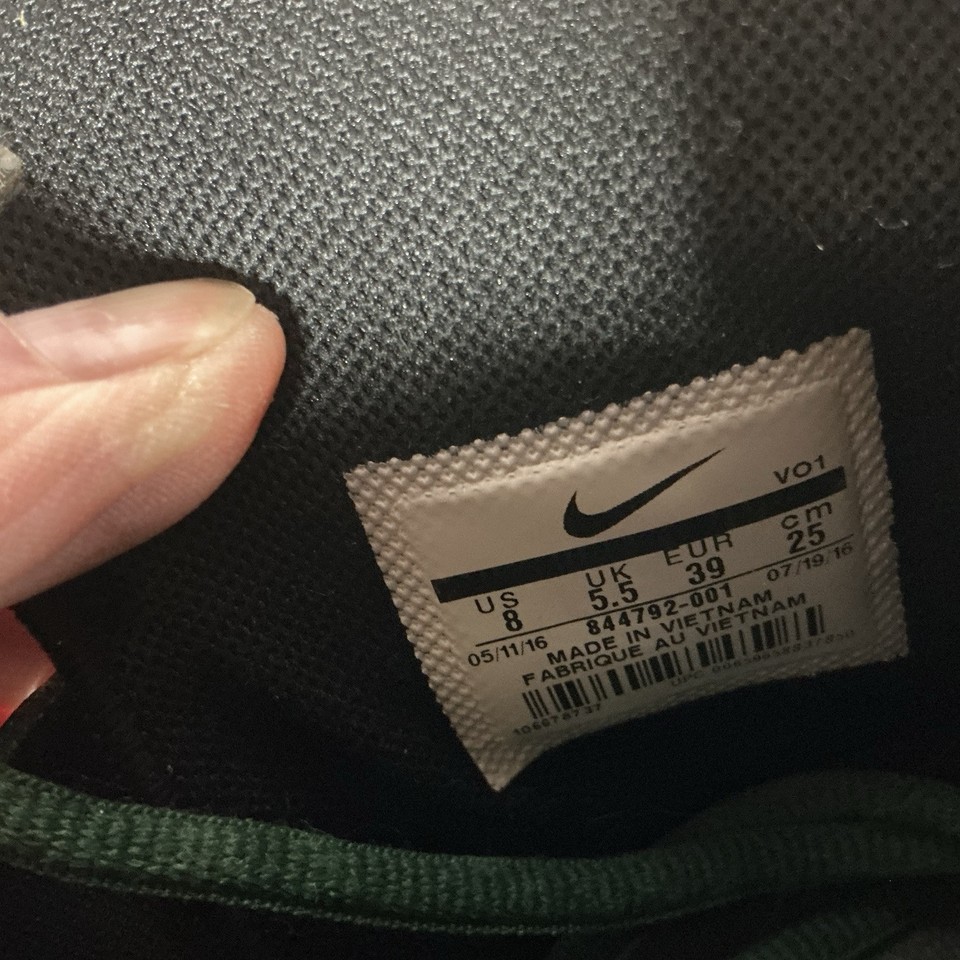 VO1
US UK EUR cm
8 5.5 39 25
844792-001
05/11/16 07/19/16
MADE IN VIETNAM
FABRIQUE AU VIETNAM
UPC